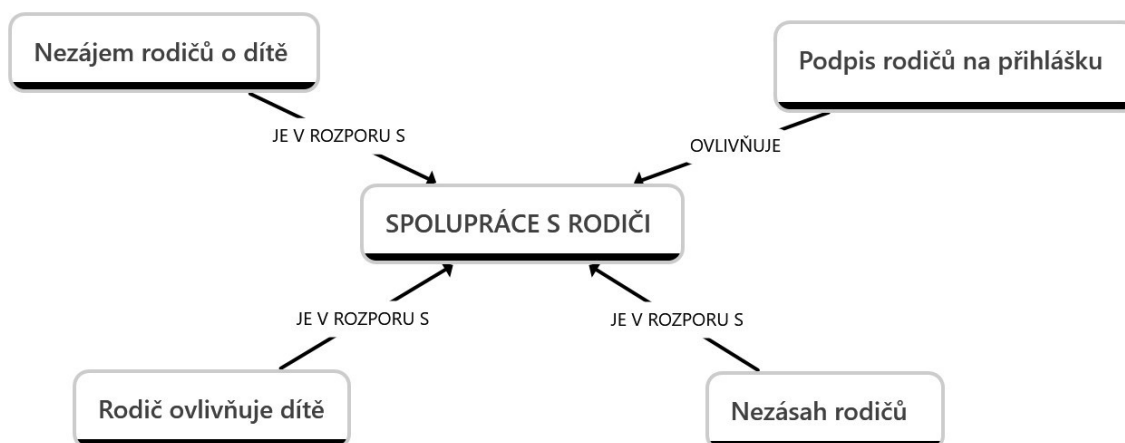 Nezájem rodičů o dítě
Podpis rodičů na přihlášku
JE V ROZPORU S
OVLIVŇUJE
SPOLUPRÁCE S RODIČI
JE V ROZPORU S
JE V ROZPORU S
Rodič ovlivňuje dítě
Nezásah rodičů